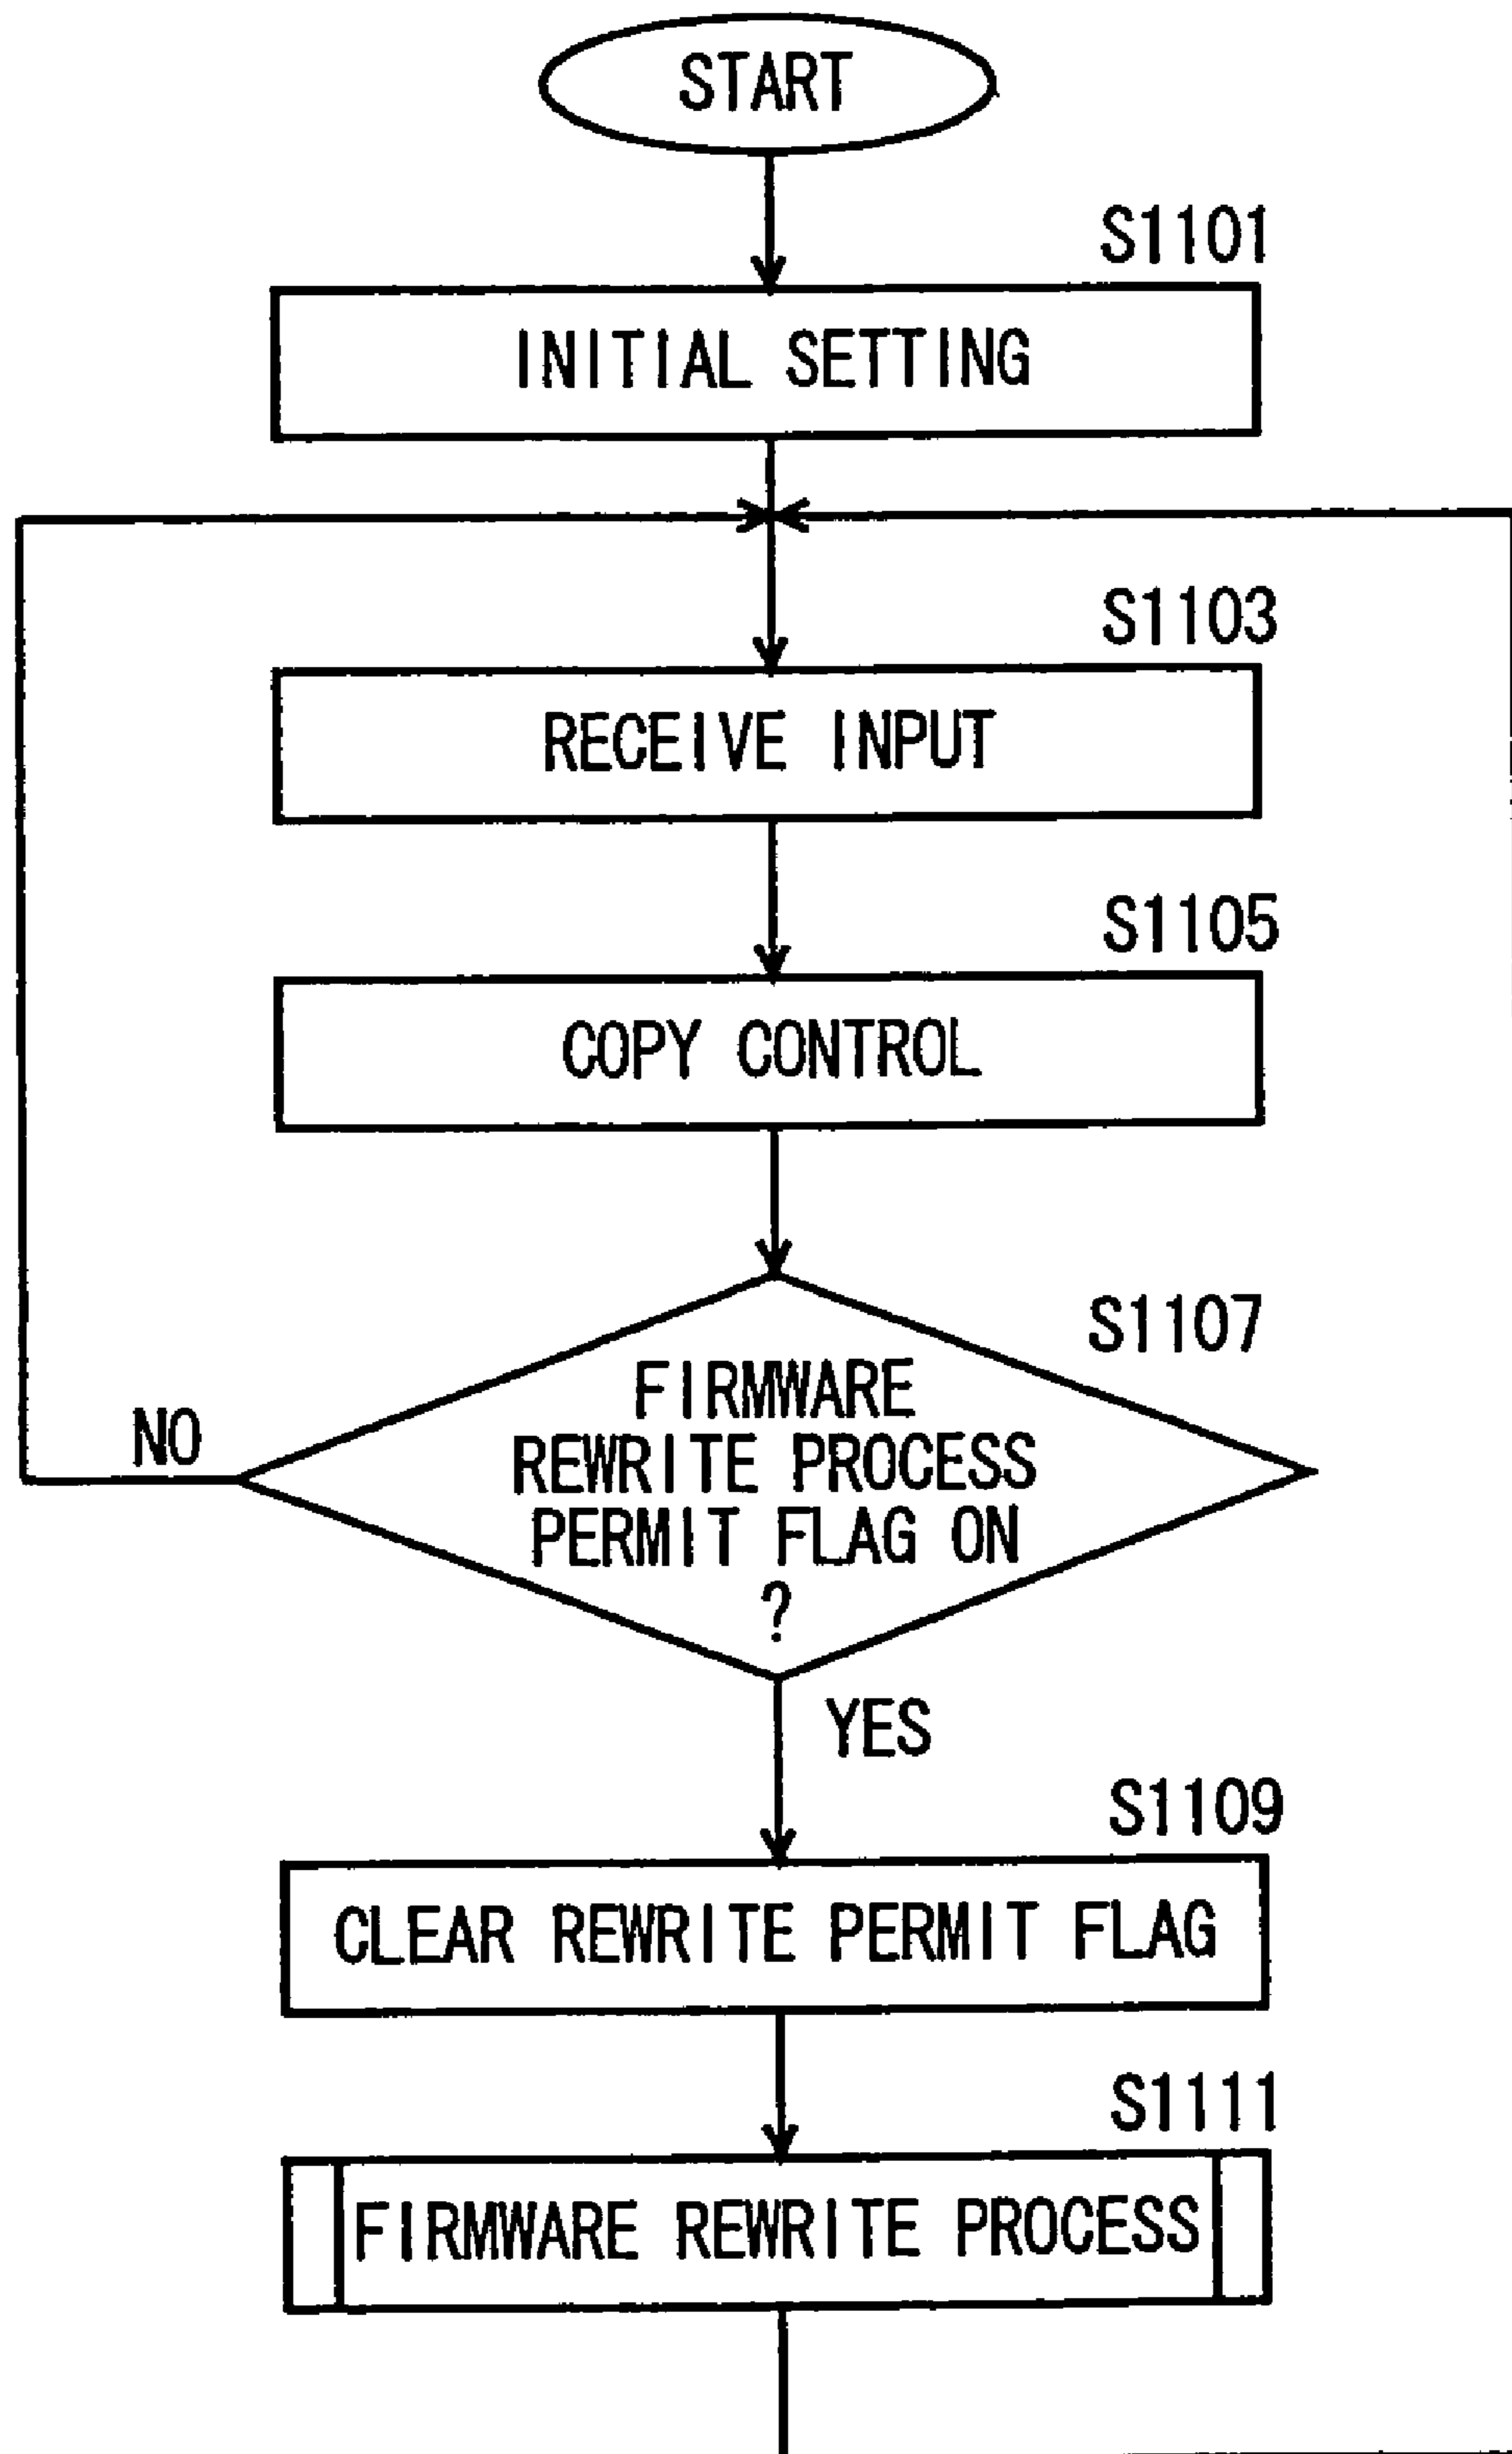 START
S1101
INITIAL SETTING
S1103
RECEIVE INPUT
S1105
COPY CONTROL
S1107
FIRMWARE
REWRITE PROCESS
PERMIT FLAG ON
?
NO
YES
S1109
CLEAR REWRITE PERMIT FLAG
S1111
FIRMWARE REWRITE PROCESS